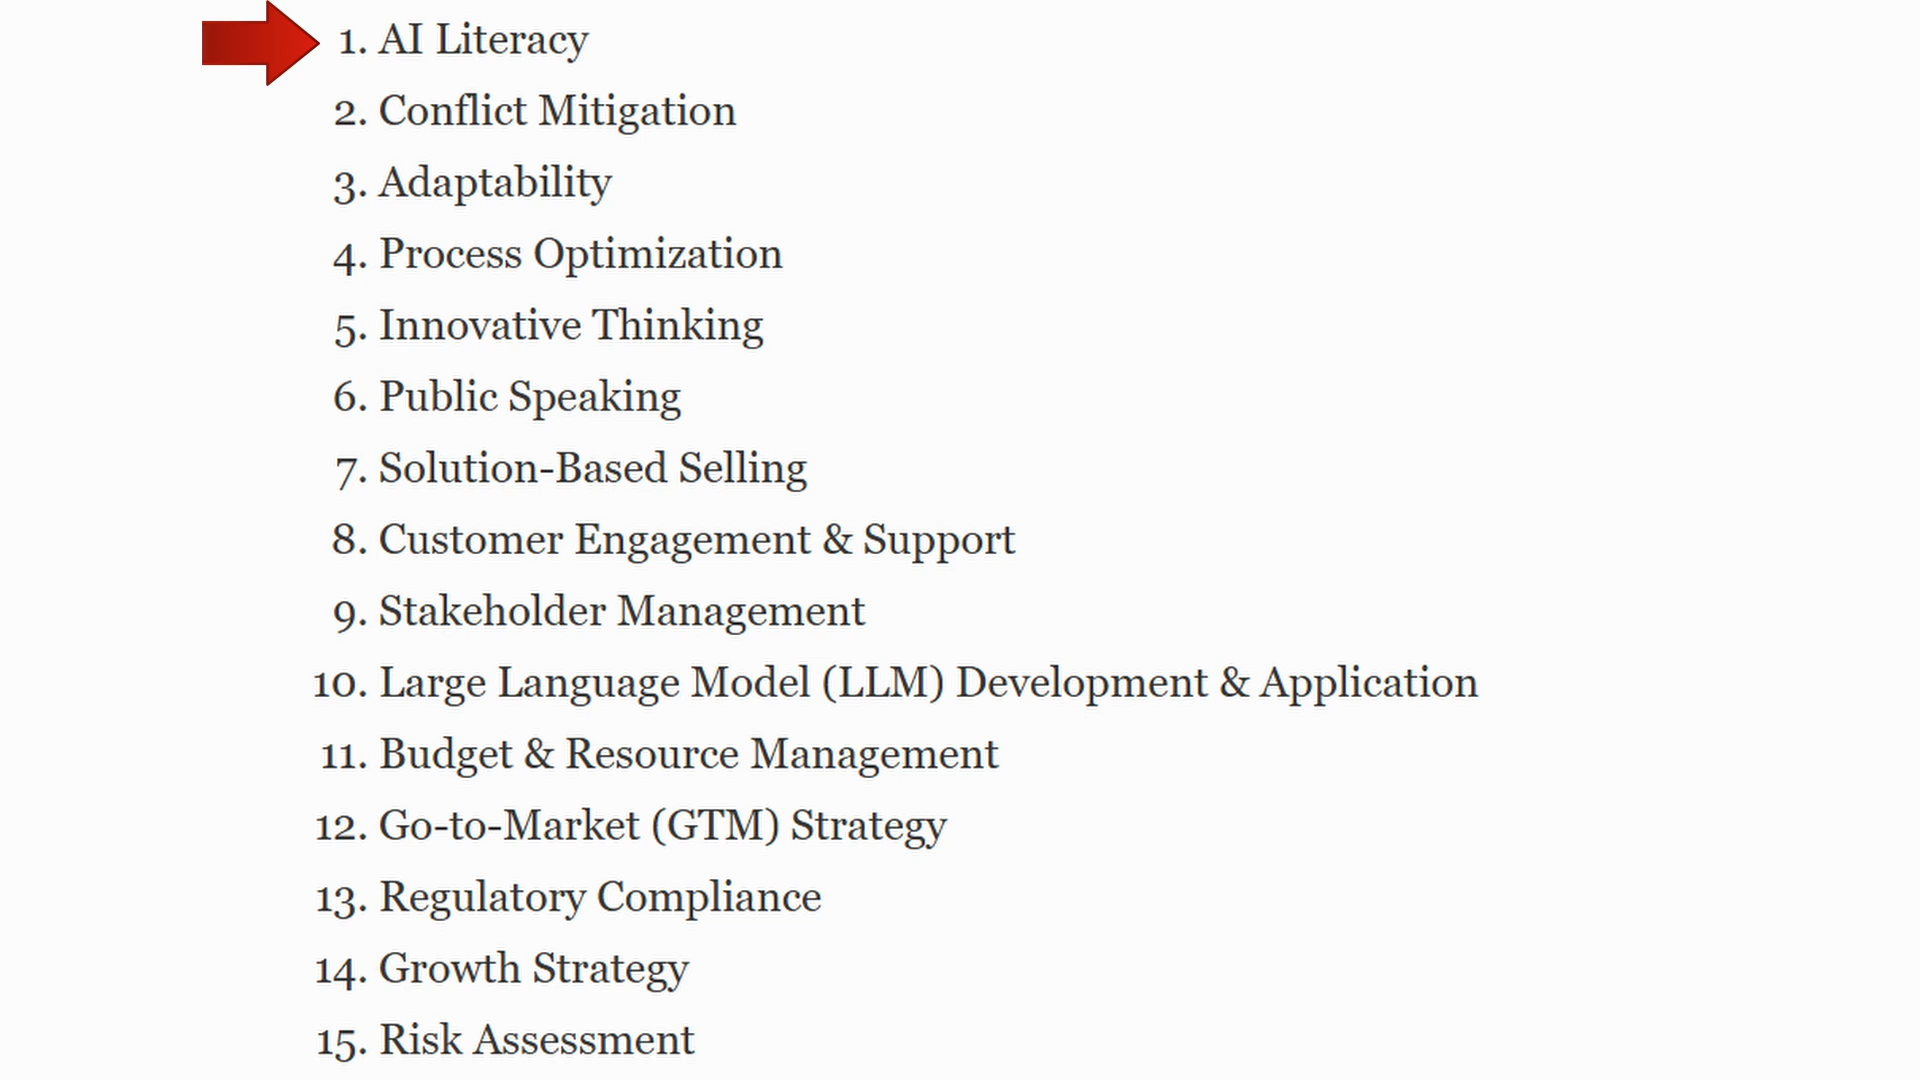 1. AI Literacy
2. Conflict Mitigation
3. Adaptability
4. Process Optimization
5. Innovative Thinking
6. Public Speaking
7. Solution-Based Selling
8. Customer Engagement & Support
9. Stakeholder Management
10. Large Language Model (LLM) Development & Application
11. Budget & Resource Management
12. Go-to-Market (GTM) Strategy
13. Regulatory Compliance
14. Growth Strategy
15. Risk Assessment